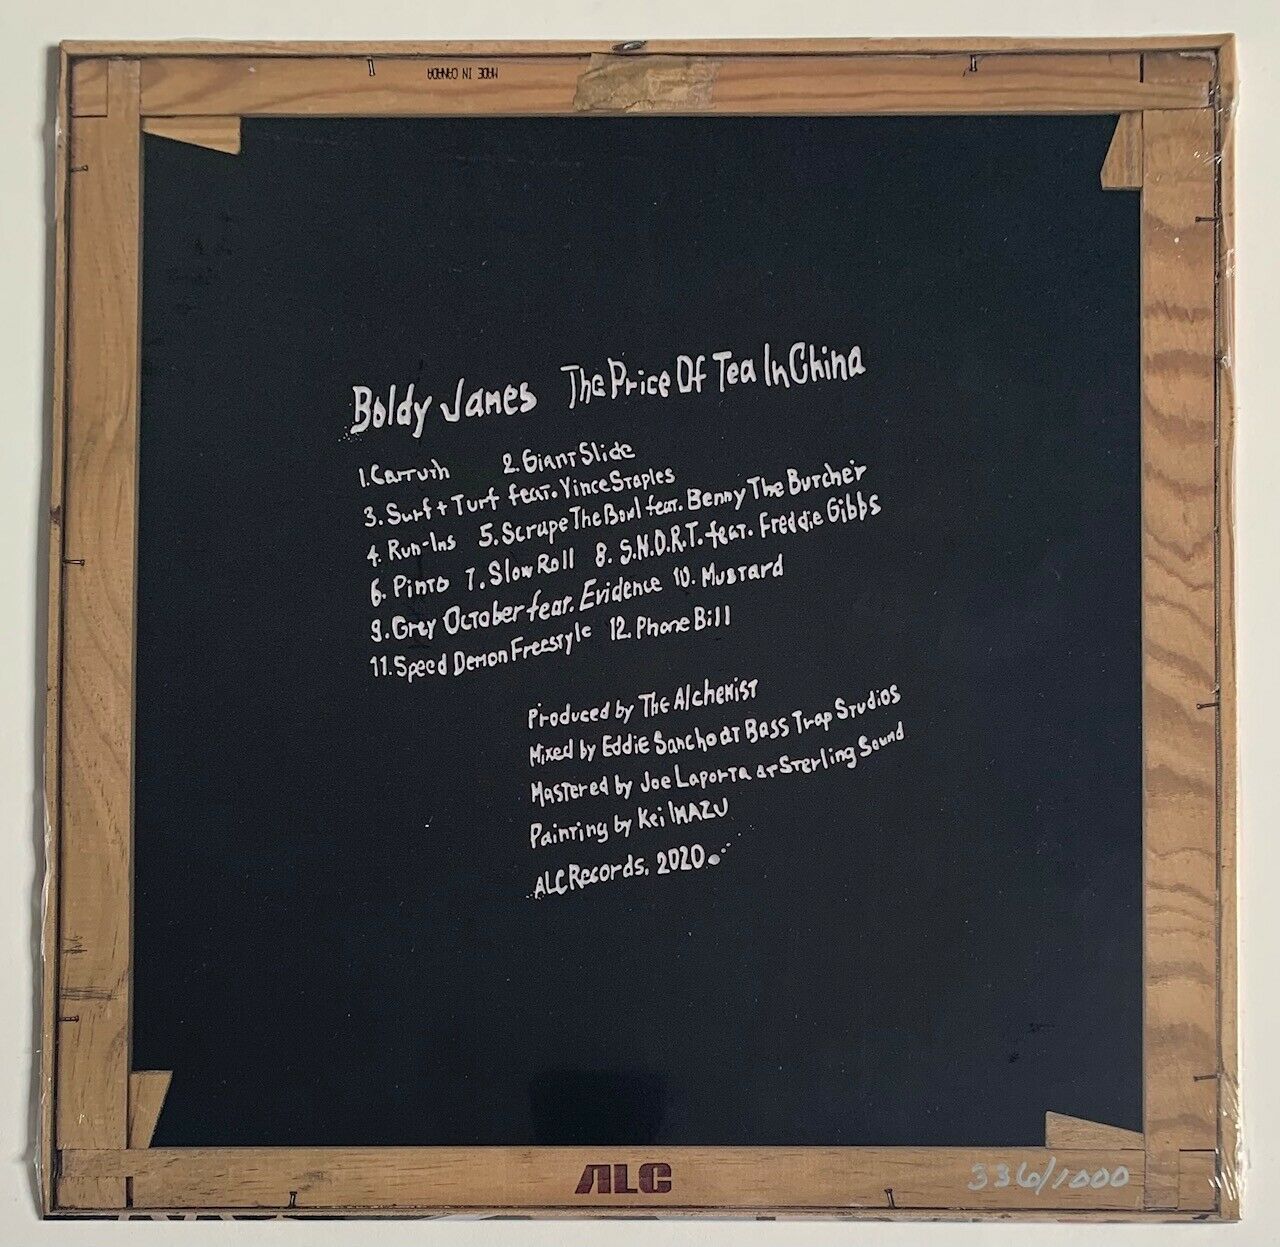 MADE IN CANADA
Boldy James The Price Of Tea In China
1. Carruth 2. Giant Slide
3. Surf + Turf feat. Vince Staples
4. Run-Ins 5. Scrape The Bowl feat. Benny The Butcher
6. Pinto 7. Slow Roll 8. S.N.O.R.T. feat. Freddie Gibbs
9. Grey October feat. Evidence 10. Mustard
11. Speed Demon Freestyle 12. Phone Bill
Produced by The Alchemist
Mixed by Eddie Sancho at Bass Trap Studios
Mastered by Joe Laporta at Sterling Sound
Painting by Kei IMAZU
ALC Records, 2020.
ALC
336/1000